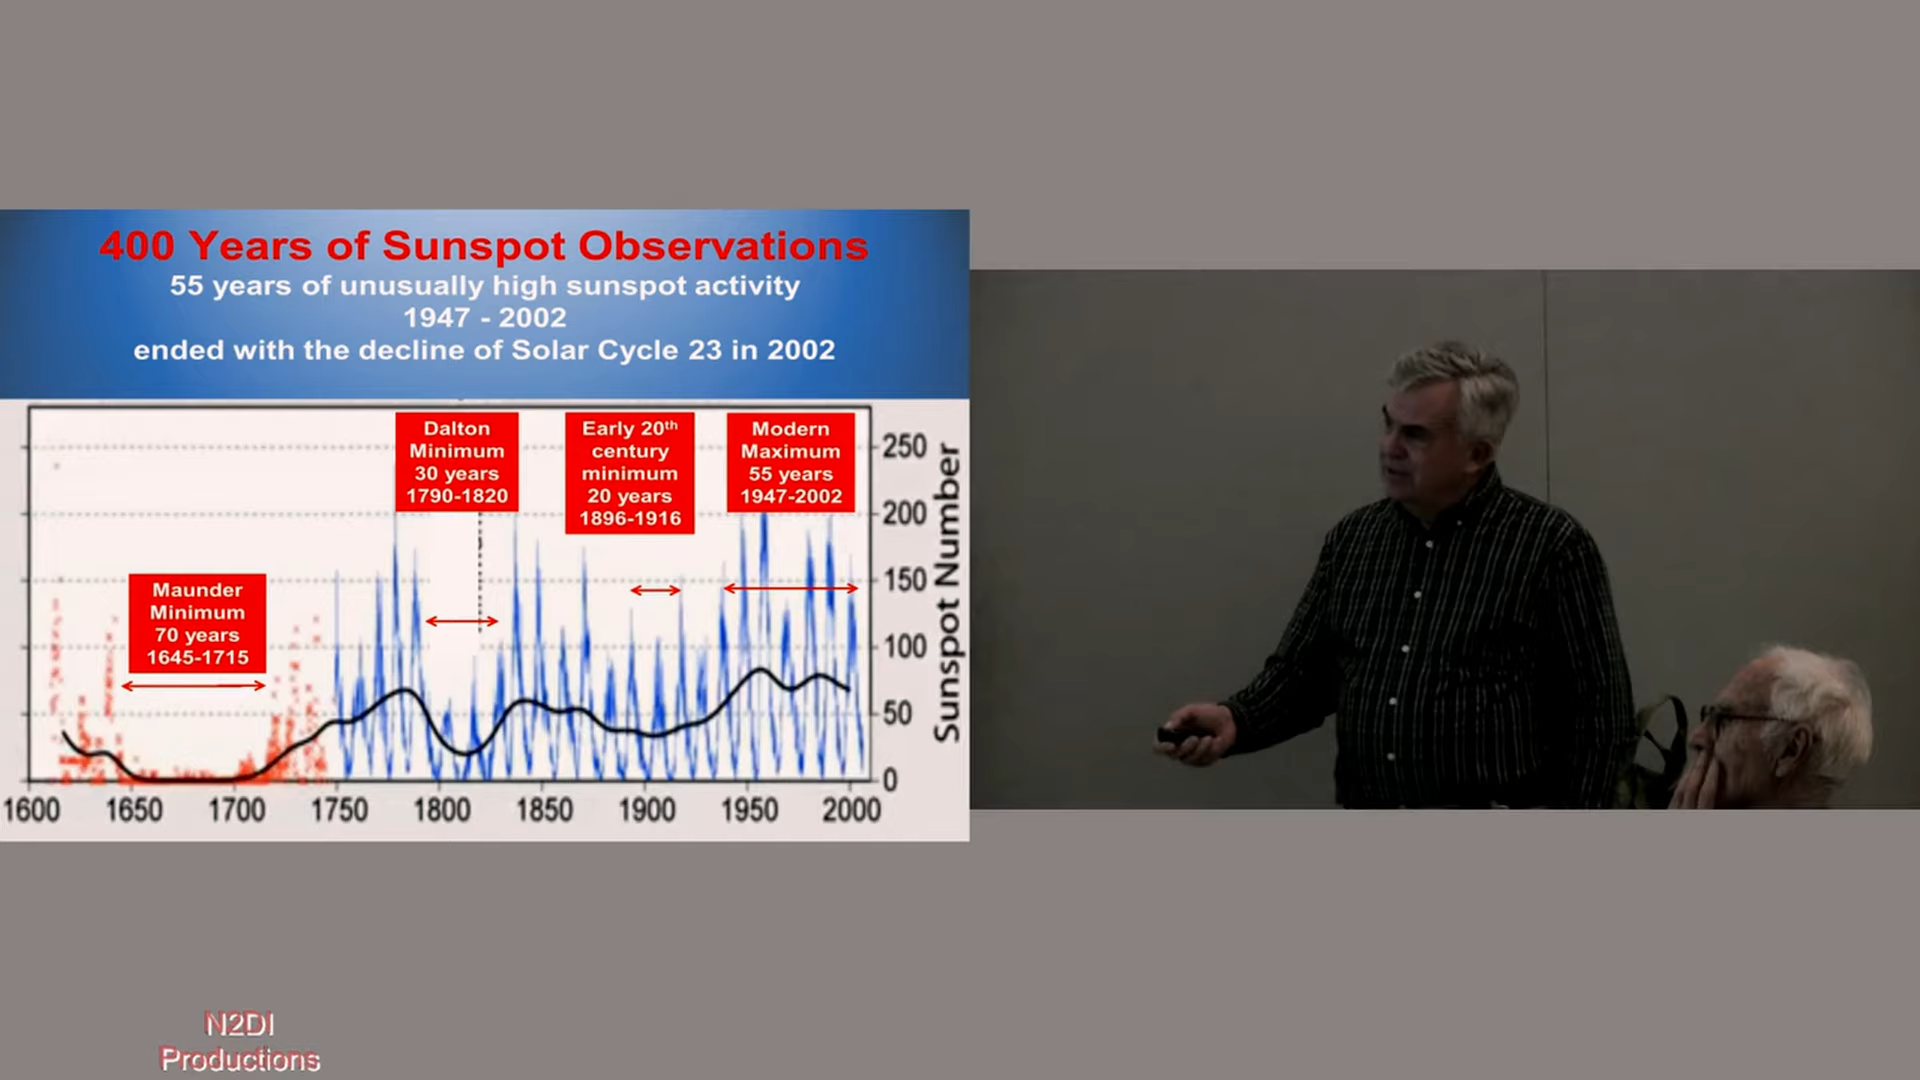 400 Years of Sunspot Observations
55 years of unusually high sunspot activity
1947 - 2002
ended with the decline of Solar Cycle 23 in 2002
Dalton
Minimum
30 years
1790-1820
Early 20th
century
minimum
20 years
1896-1916
Modern
Maximum
55 years
1947-2002
Maunder
Minimum
70 years
1645-1715
250
200
150
100
50
0
Sunspot Number
1600 1650 1700 1750 1800 1850 1900 1950 2000
N2DI
Productions